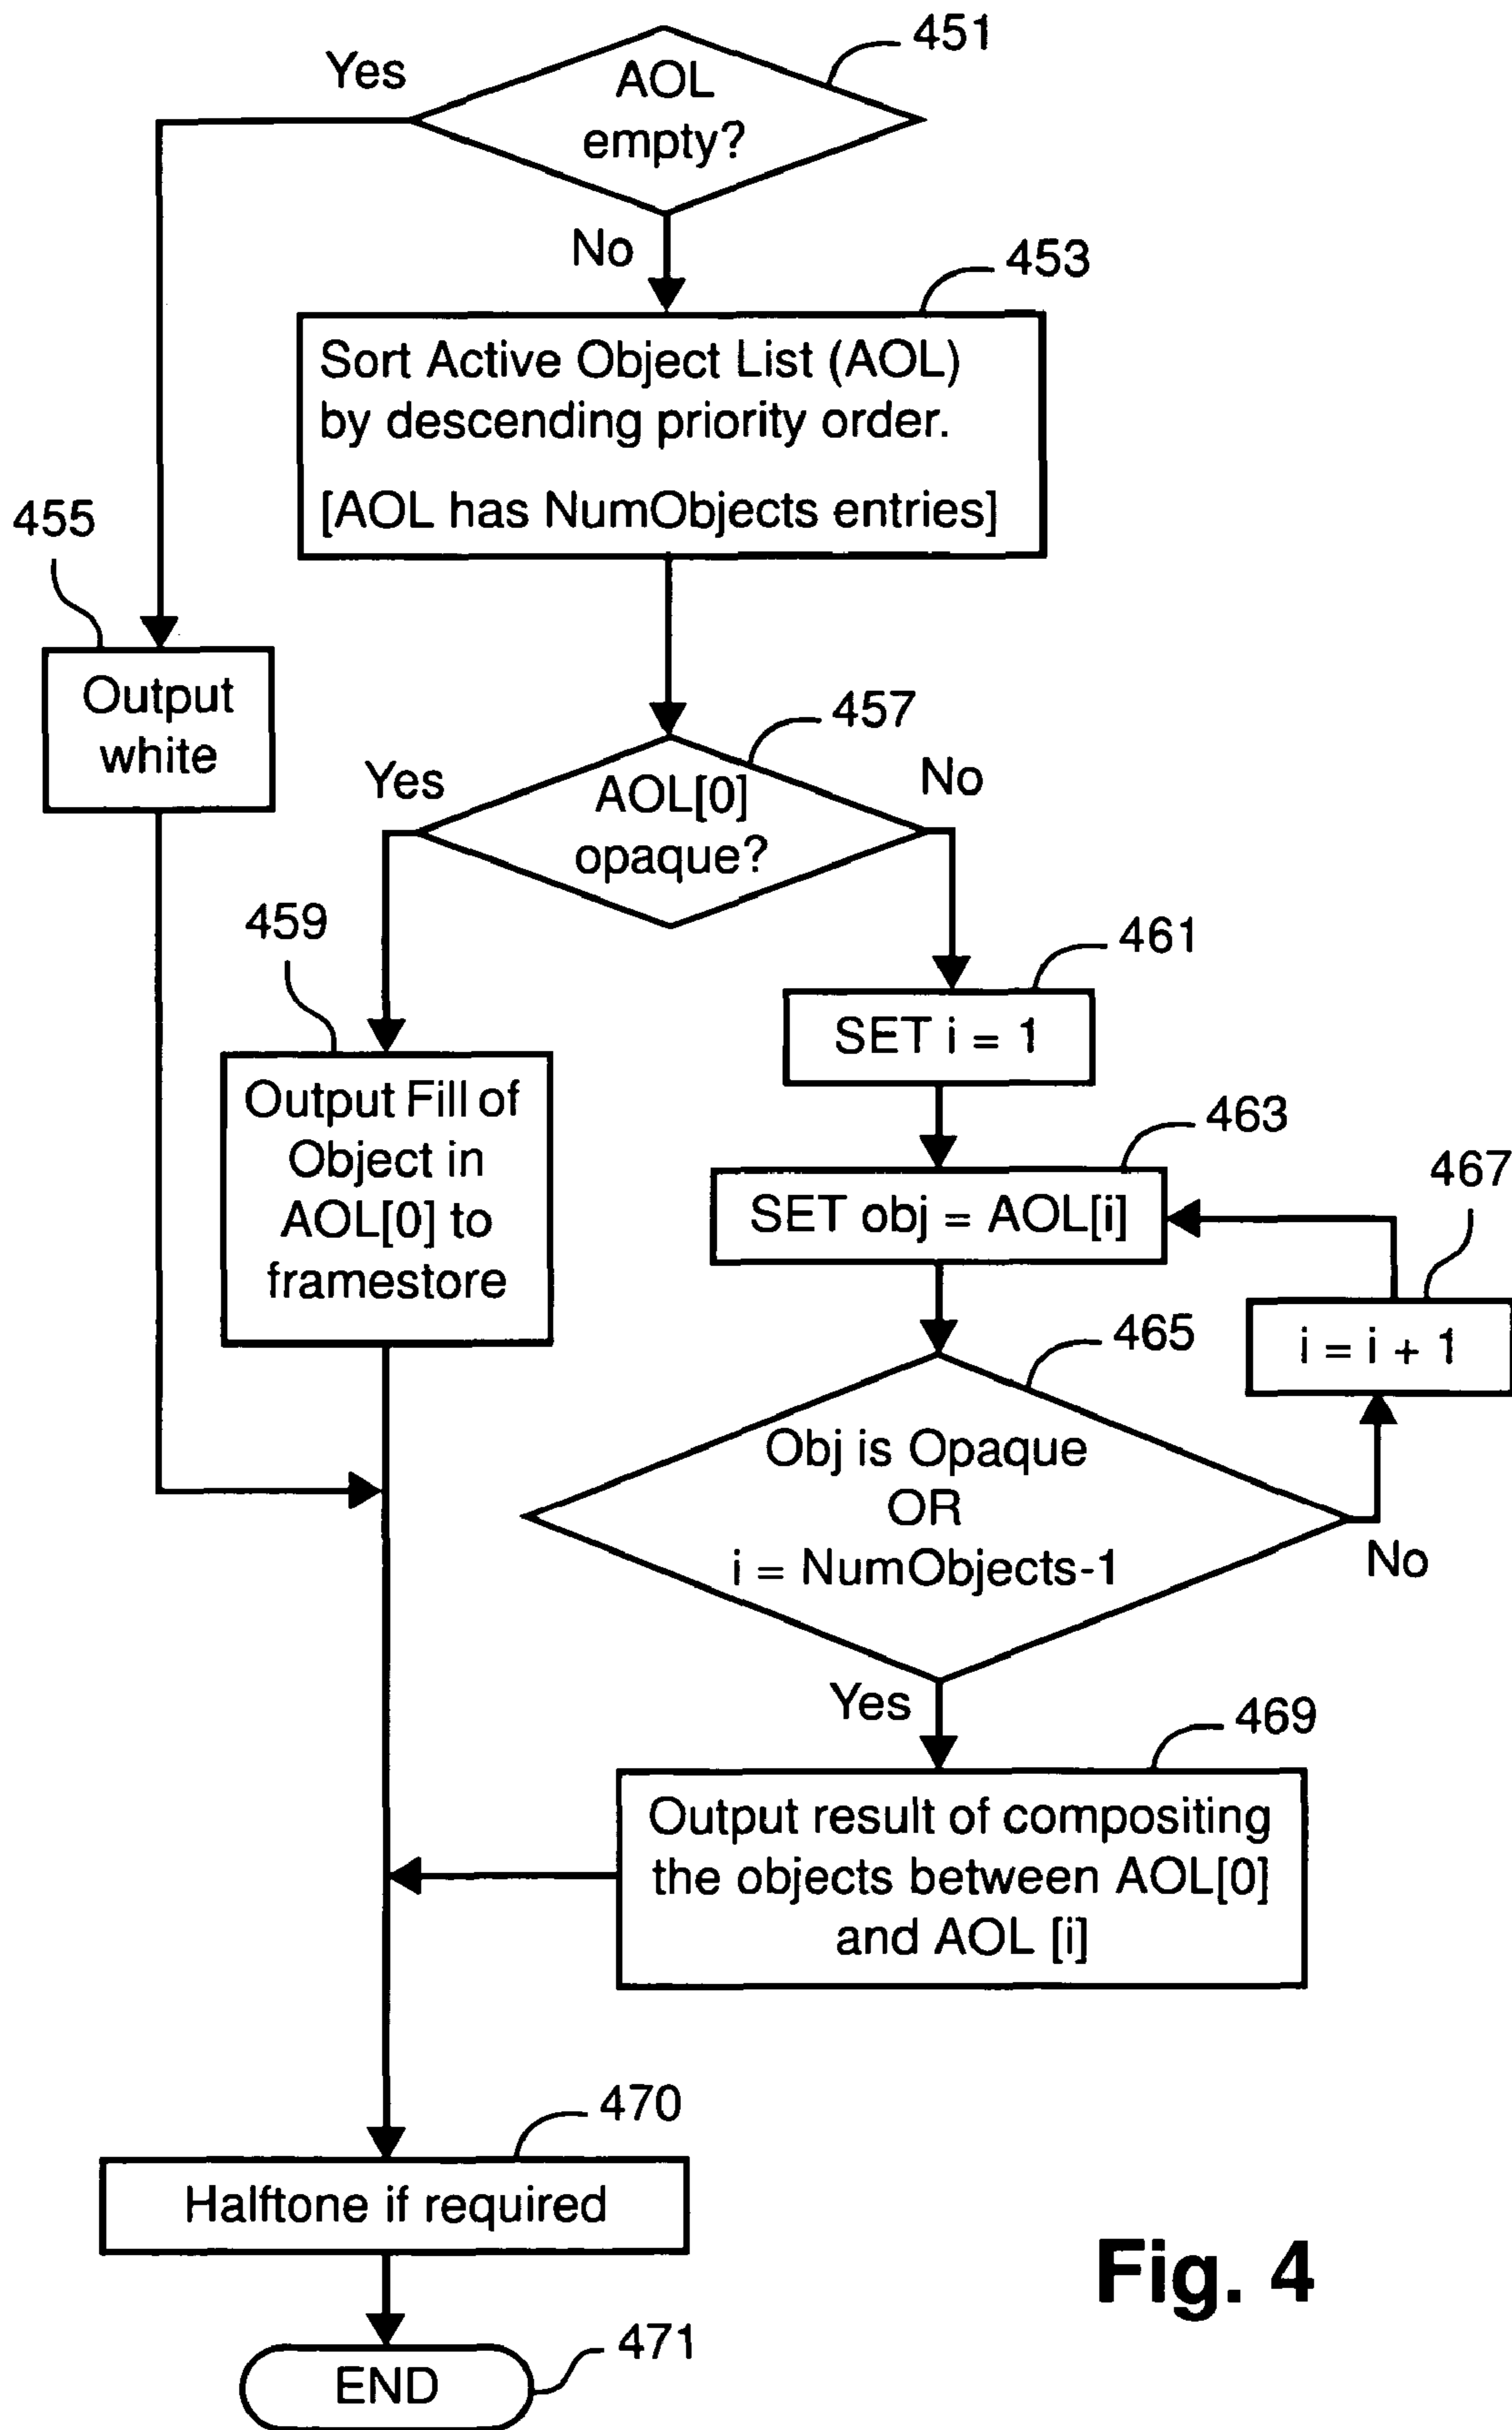 451
Yes
AOL
empty?
No
453
Sort Active Object List (AOL)
by descending priority order.
[AOL has NumObjects entries]
455
Output
white
457
Yes
No
AOL[0]
opaque?
459
461
Output Fill of
Object in
AOL[0] to
framestore
SET i = 1
463
SET obj = AOL[i]
467
i = i + 1
465
Obj is Opaque
OR
i = NumObjects-1
No
Yes
469
Output result of compositing
the objects between AOL[0]
and AOL [i]
470
Halftone if required
Fig. 4
END
471